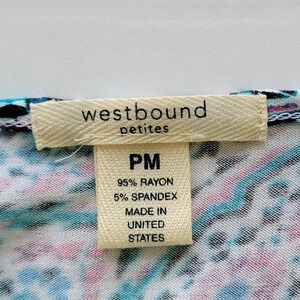 westbound
petites
PM
95% RAYON
5% SPANDEX
MADE IN
UNITED
STATES